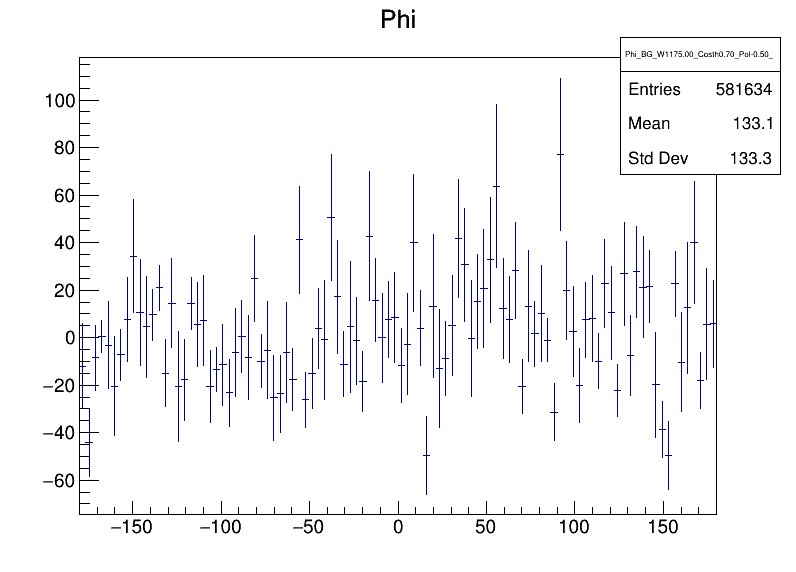 Phi
Phi_BG_W1175.00_Costh0.70_Pol-0.50_
Entries 581634
Mean 133.1
Std Dev 133.3
100
80
60
40
20
0
−20
−40
−60
−150 −100 −50 0 50 100 150